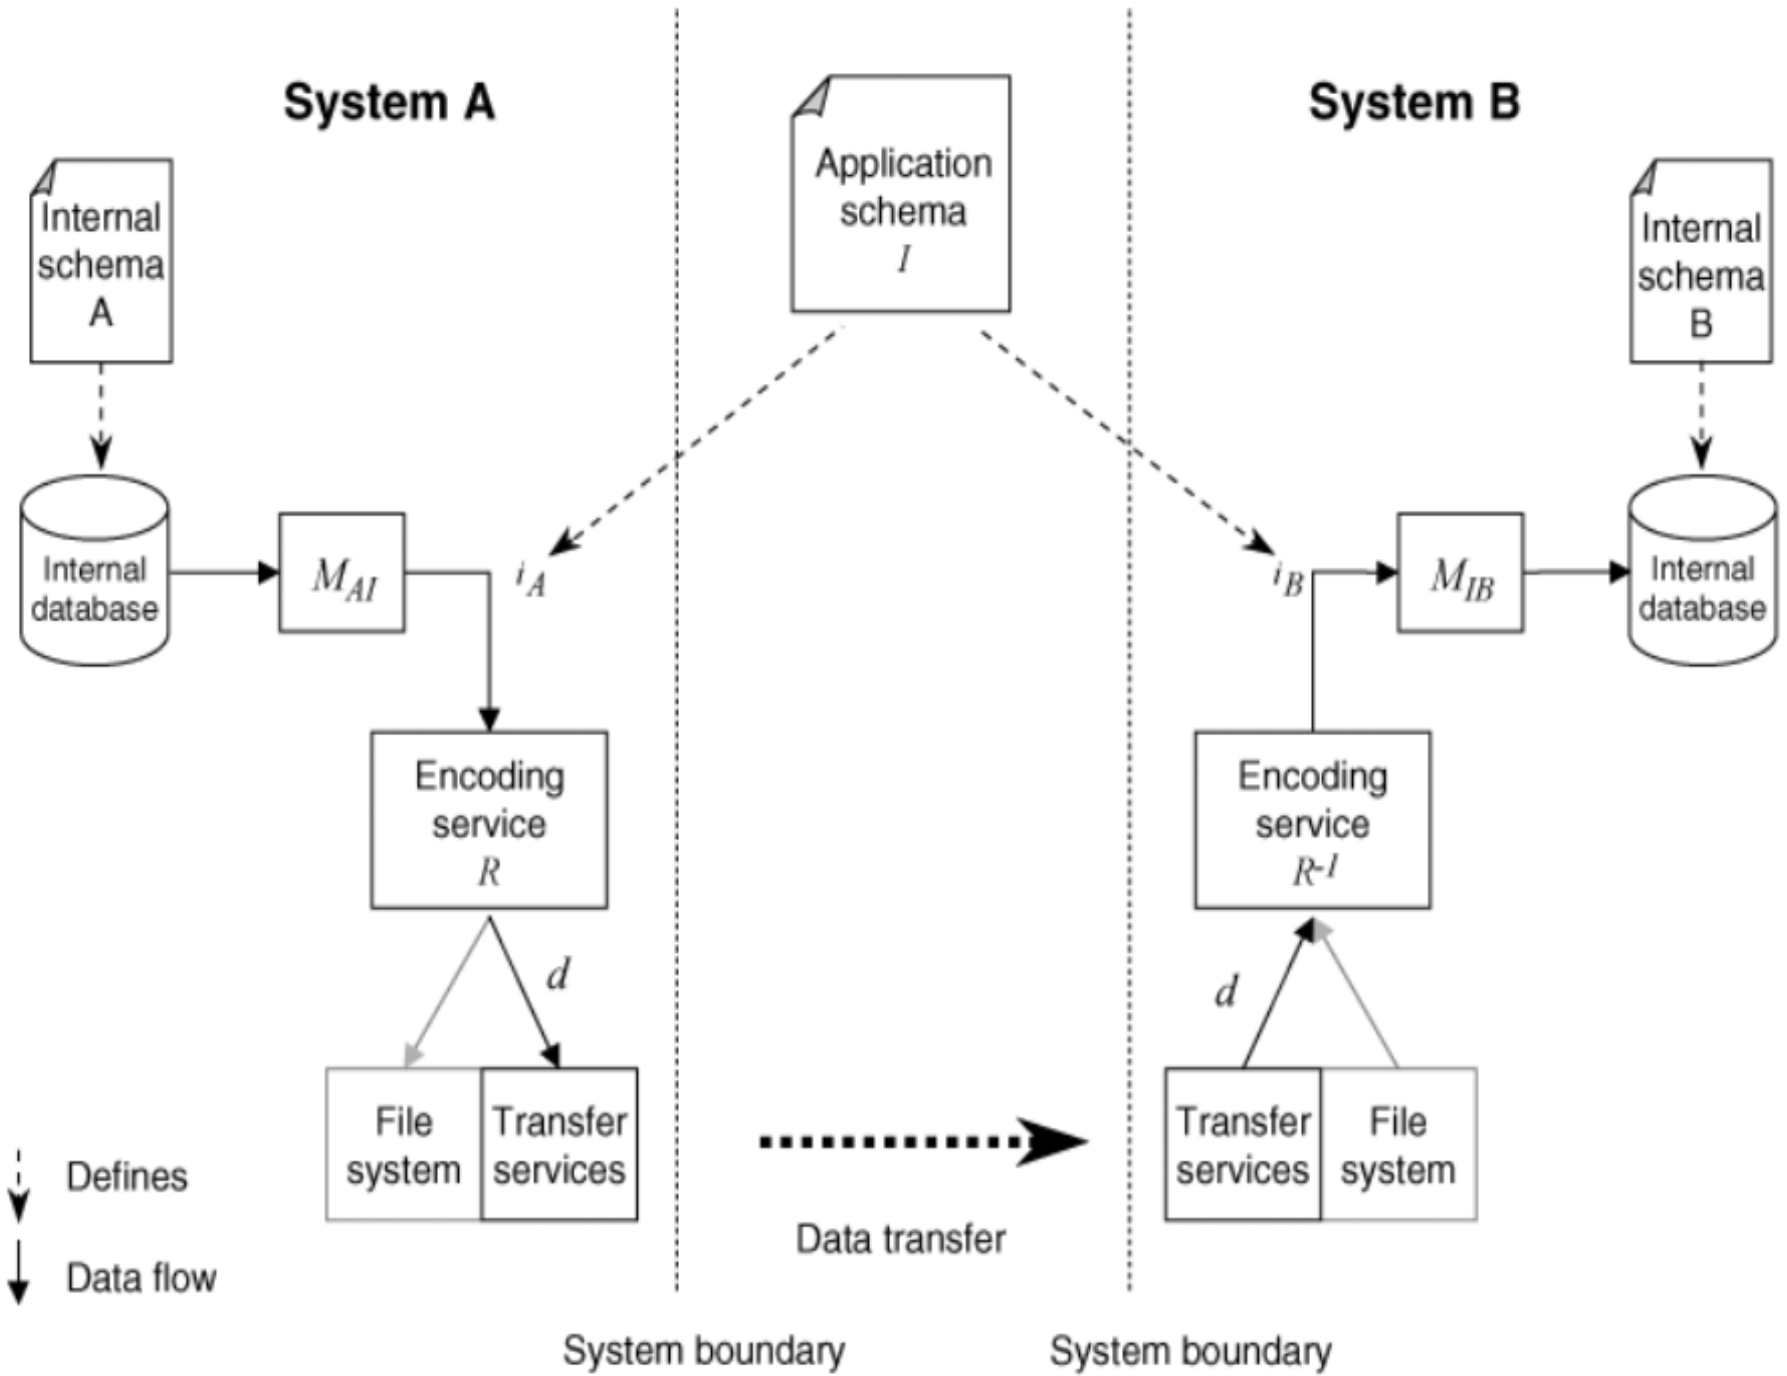 System A
System B
Application
schema
I
Internal
schema
A
Internal
schema
B
Internal
database
M_AI
i_A
i_B
M_IB
Internal
database
Encoding
service
R
Encoding
service
R^-1
d
d
File
system
Transfer
services
Transfer
services
File
system
Defines
Data flow
Data transfer
System boundary
System boundary